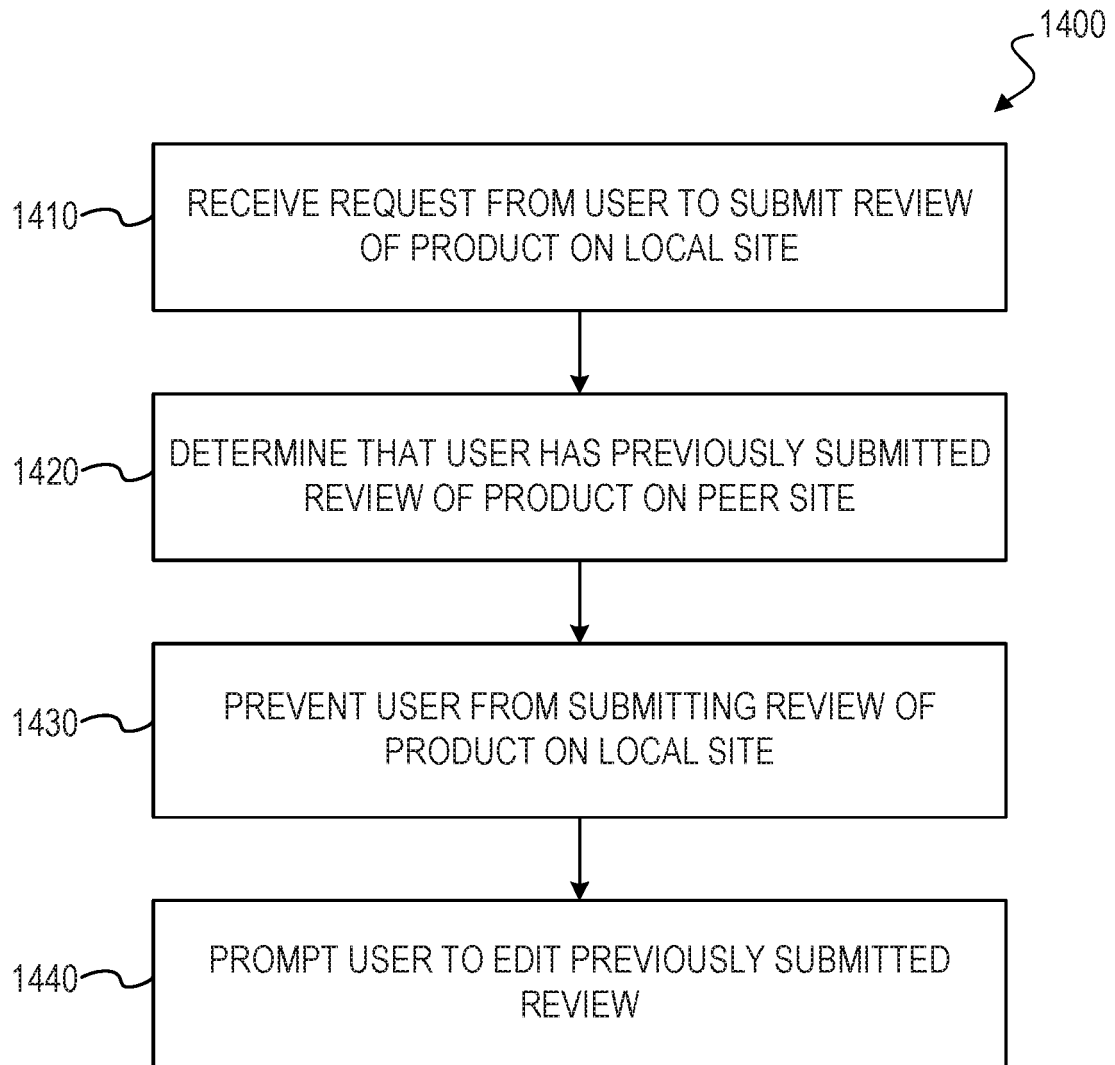 1400
1410
RECEIVE REQUEST FROM USER TO SUBMIT REVIEW
OF PRODUCT ON LOCAL SITE
1420
DETERMINE THAT USER HAS PREVIOUSLY SUBMITTED
REVIEW OF PRODUCT ON PEER SITE
1430
PREVENT USER FROM SUBMITTING REVIEW OF
PRODUCT ON LOCAL SITE
1440
PROMPT USER TO EDIT PREVIOUSLY SUBMITTED
REVIEW